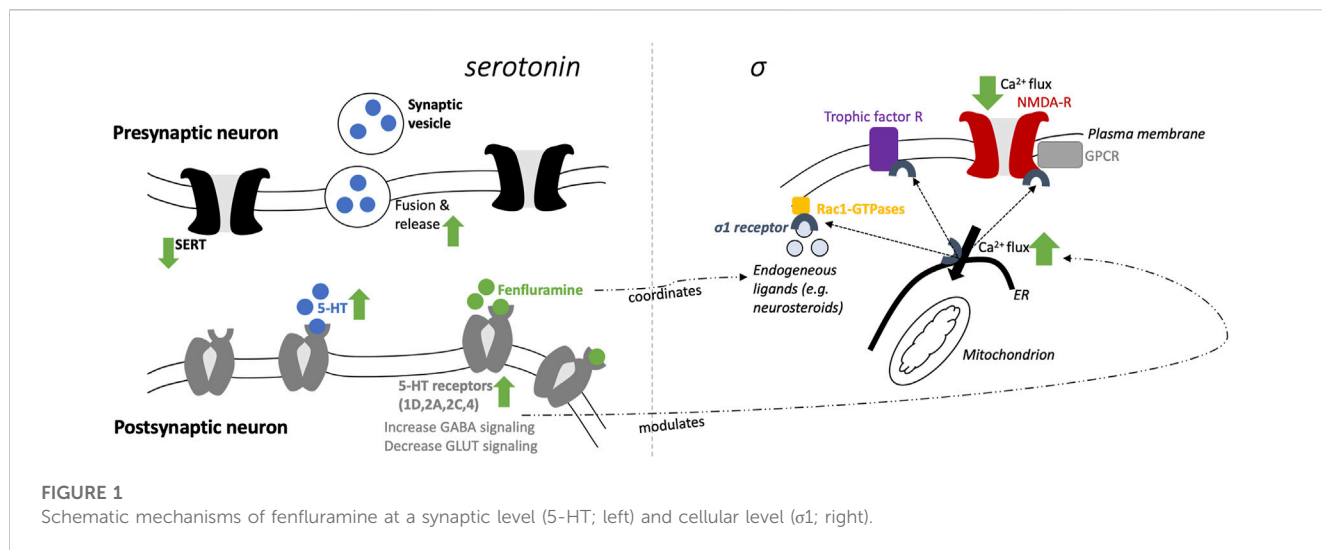 serotonin
Presynaptic neuron
Synaptic
vesicle
Fusion &
release
SERT
5-HT
Fenfluramine
5-HT receptors
(1D,2A,2C,4)
Increase GABA signaling
Decrease GLUT signaling
Postsynaptic neuron
coordinates
modulates
σ
Ca²⁺ flux
NMDA-R
Trophic factor R
Plasma membrane
GPCR
Rac1-GTPases
σ1 receptor
Endogeneous
ligands (e.g.
neurosteroids)
Ca²⁺ flux
ER
Mitochondrion
FIGURE 1
Schematic mechanisms of fenfluramine at a synaptic level (5-HT; left) and cellular level (σ1; right).